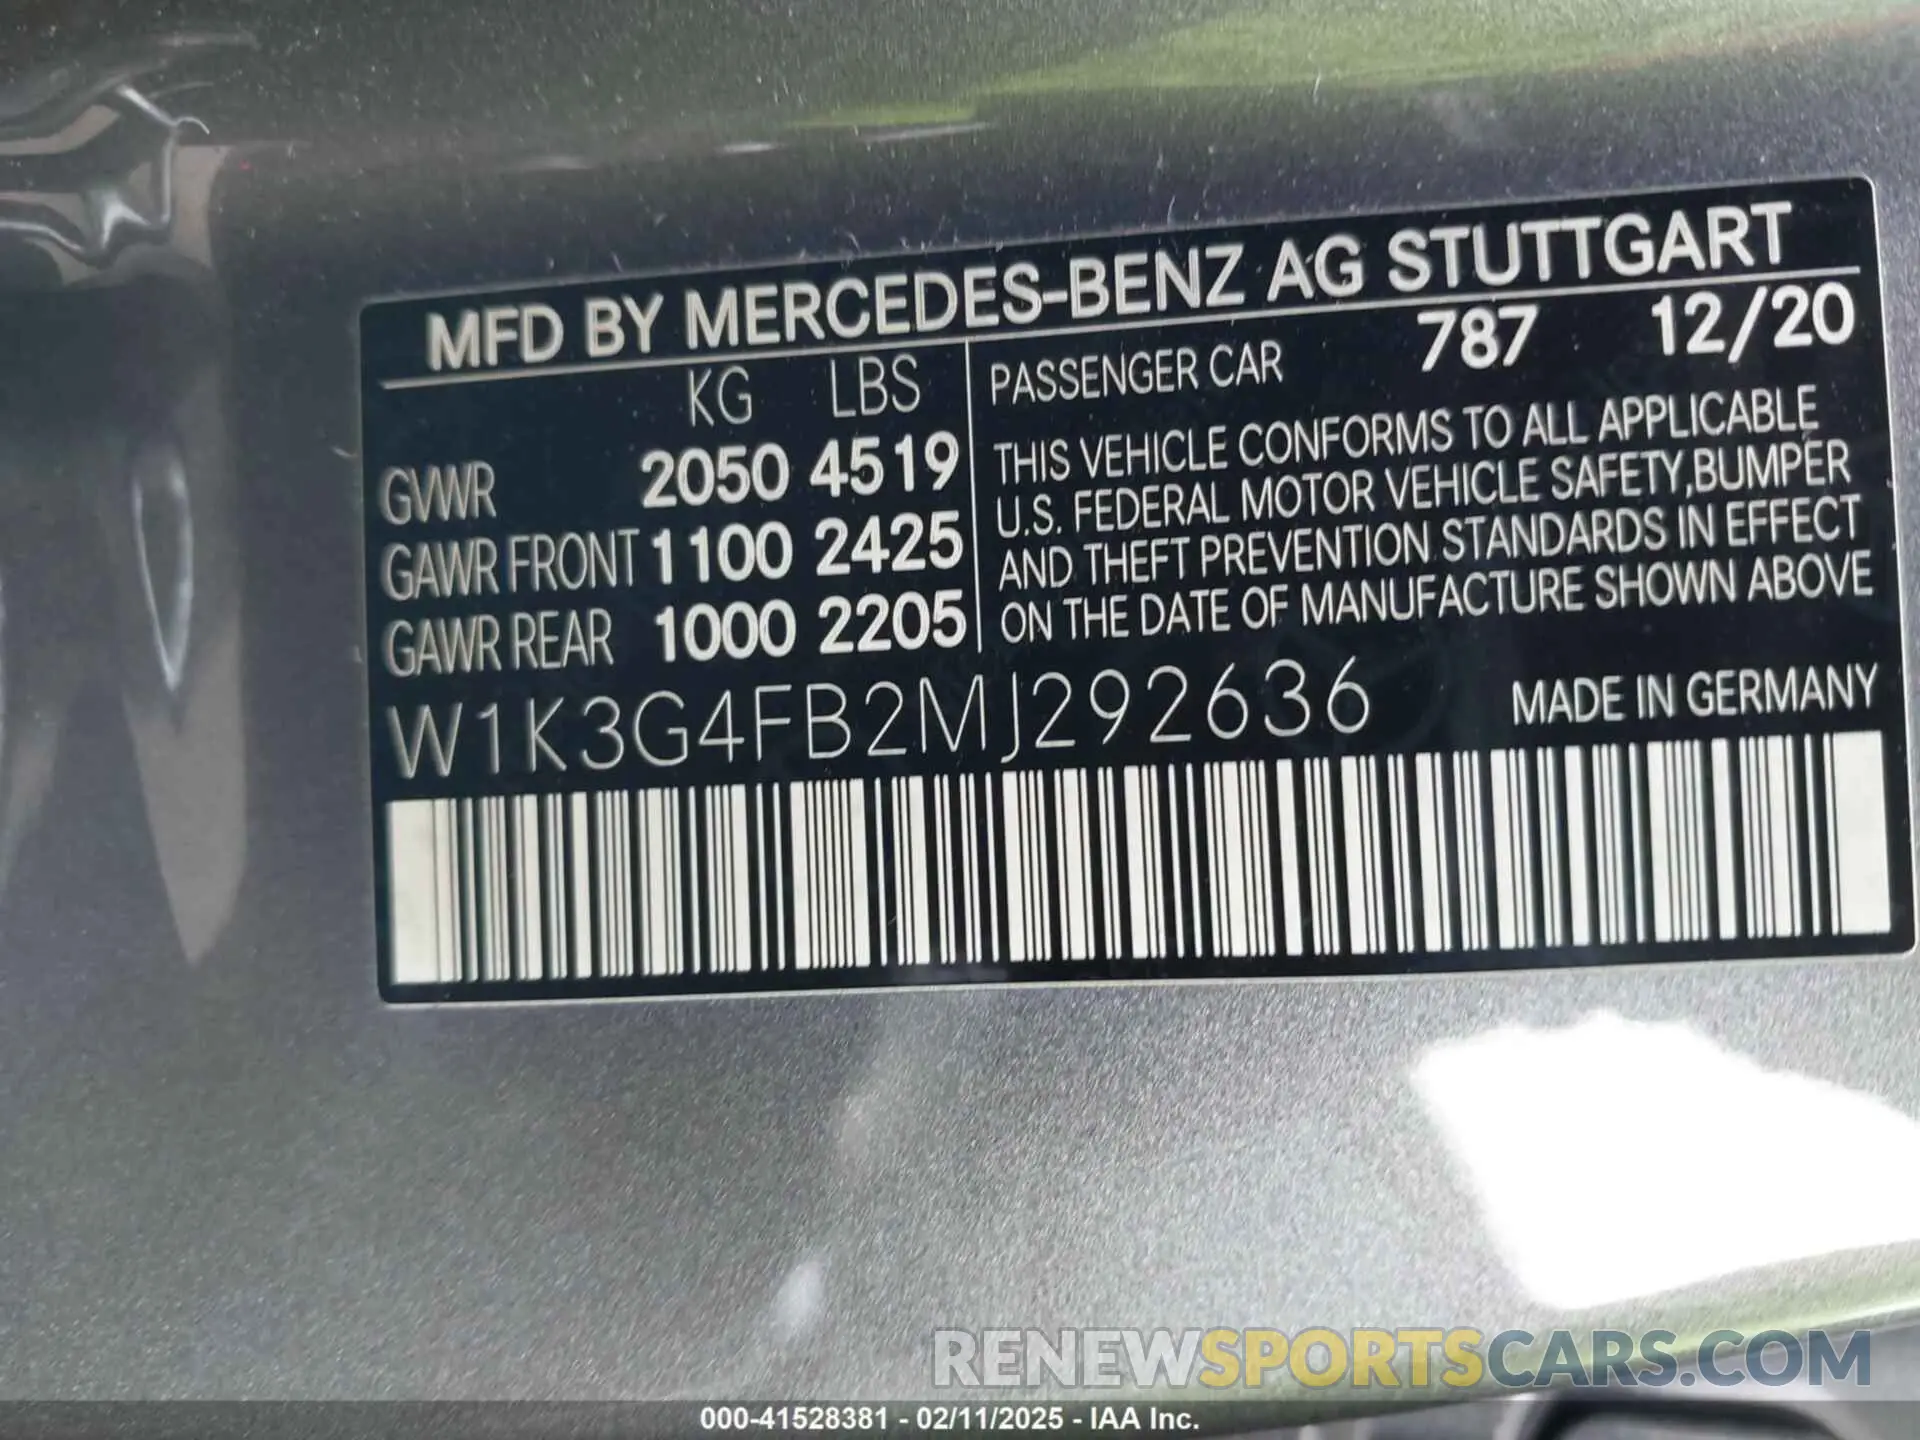 MFD BY MERCEDES-BENZ AG STUTTGART
KG LBS
GVWR 2050 4519
GAWR FRONT 1100 2425
GAWR REAR 1000 2205
PASSENGER CAR 787 12/20
THIS VEHICLE CONFORMS TO ALL APPLICABLE
U.S. FEDERAL MOTOR VEHICLE SAFETY,BUMPER
AND THEFT PREVENTION STANDARDS IN EFFECT
ON THE DATE OF MANUFACTURE SHOWN ABOVE
W1K3G4FB2MJ292636
MADE IN GERMANY
RENEWSPORTSCARS.COM
000-41528381 - 02/11/2025 - IAA Inc.